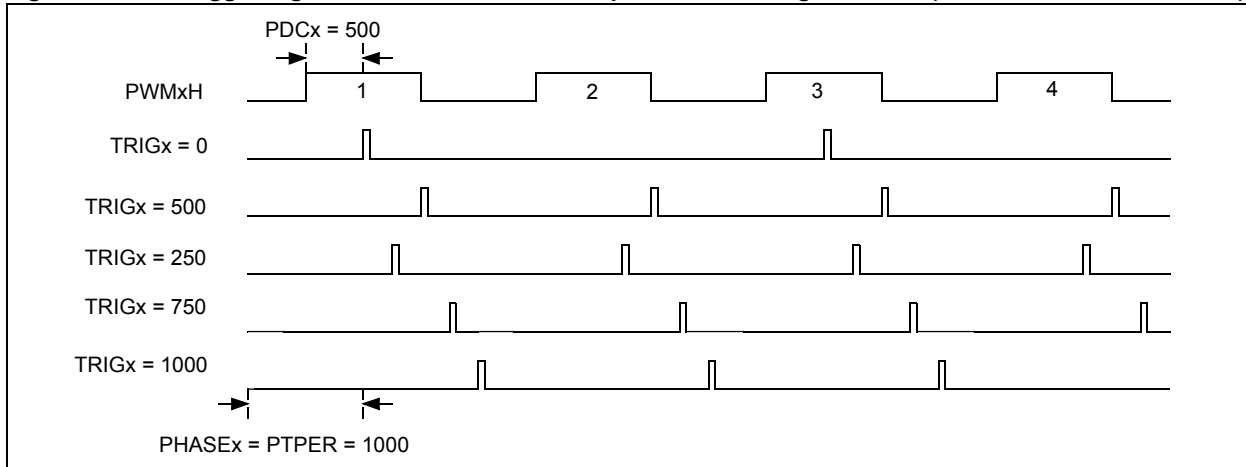 PDCx = 500
PWMxH
1
2
3
4
TRIGx = 0
TRIGx = 500
TRIGx = 250
TRIGx = 750
TRIGx = 1000
PHASEx = PTPER = 1000